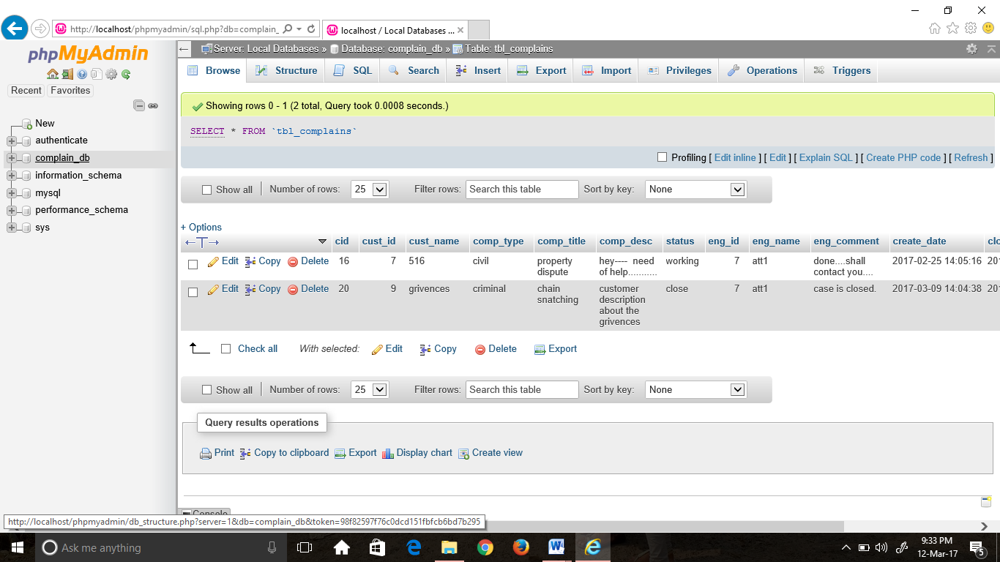 http://localhost/phpmyadmin/sql.php?db=complain_
localhost / Local Databases ...
phpMyAdmin
Recent Favorites
New
authenticate
complain_db
information_schema
mysql
performance_schema
sys
Server: Local Databases » Database: complain_db » Table: tbl_complains
Browse Structure SQL Search Insert Export Import Privileges Operations Triggers
Showing rows 0 - 1 (2 total, Query took 0.0008 seconds.)
SELECT * FROM `tbl_complains`
Profiling [ Edit inline ] [ Edit ] [ Explain SQL ] [ Create PHP code ] [ Refresh ]
Show all Number of rows: 25 Filter rows: Search this table Sort by key: None
+ Options
cid cust_id cust_name comp_type comp_title comp_desc status eng_id eng_name eng_comment create_date clo
Edit Copy Delete 16 7 516 civil property hey---- need working 7 att1 done....shall 2017-02-25 14:05:16 201
dispute of help........... contact you....
Edit Copy Delete 20 9 grivences criminal chain customer close 7 att1 case is closed. 2017-03-09 14:04:38 201
snatching description
about the
grivences
Check all With selected: Edit Copy Delete Export
Show all Number of rows: 25 Filter rows: Search this table Sort by key: None
Query results operations
Print Copy to clipboard Export Display chart Create view
Console
http://localhost/phpmyadmin/db_structure.php?server=1&db=complain_db&token=98f82597f76c0dcd151fbfcb6bd7b295
Ask me anything
9:33 PM
12-Mar-17
5